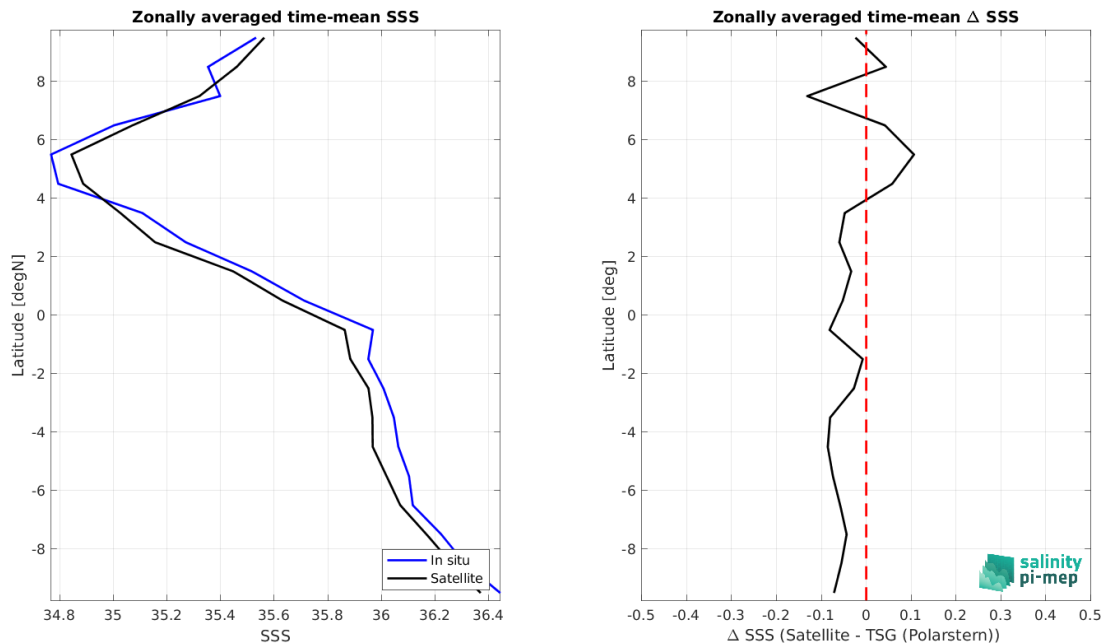 Zonally averaged time-mean SSS
Latitude [degN]
8
6
4
2
0
-2
-4
-6
-8
34.8 35 35.2 35.4 35.6 35.8 36 36.2 36.4
SSS
In situ
Satellite
Zonally averaged time-mean Δ SSS
Latitude [deg]
8
6
4
2
0
-2
-4
-6
-8
-0.5 -0.4 -0.3 -0.2 -0.1 0 0.1 0.2 0.3 0.4 0.5
Δ SSS (Satellite - TSG (Polarstern))
salinity
pi-mep